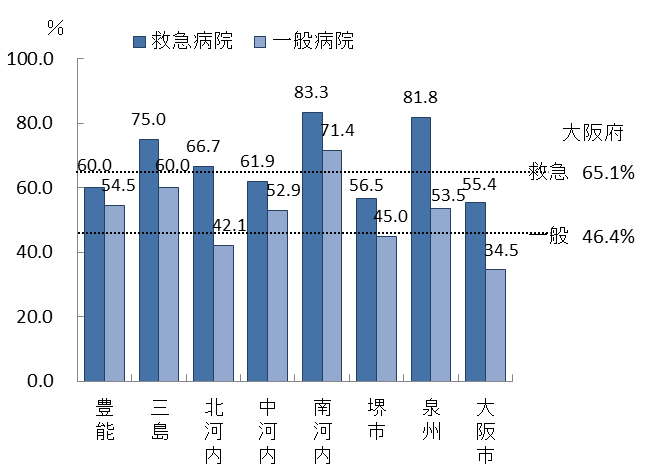 %
救急病院 一般病院
100.0
80.0
60.0
40.0
20.0
0.0
60.0 54.5
75.0 60.0
66.7 42.1
61.9 52.9
83.3 71.4
56.5 45.0
81.8 53.5
55.4 34.5
大阪府
救急 65.1%
一般 46.4%
豊能
三島
北河内
中河内
南河内
堺市
泉州
大阪市